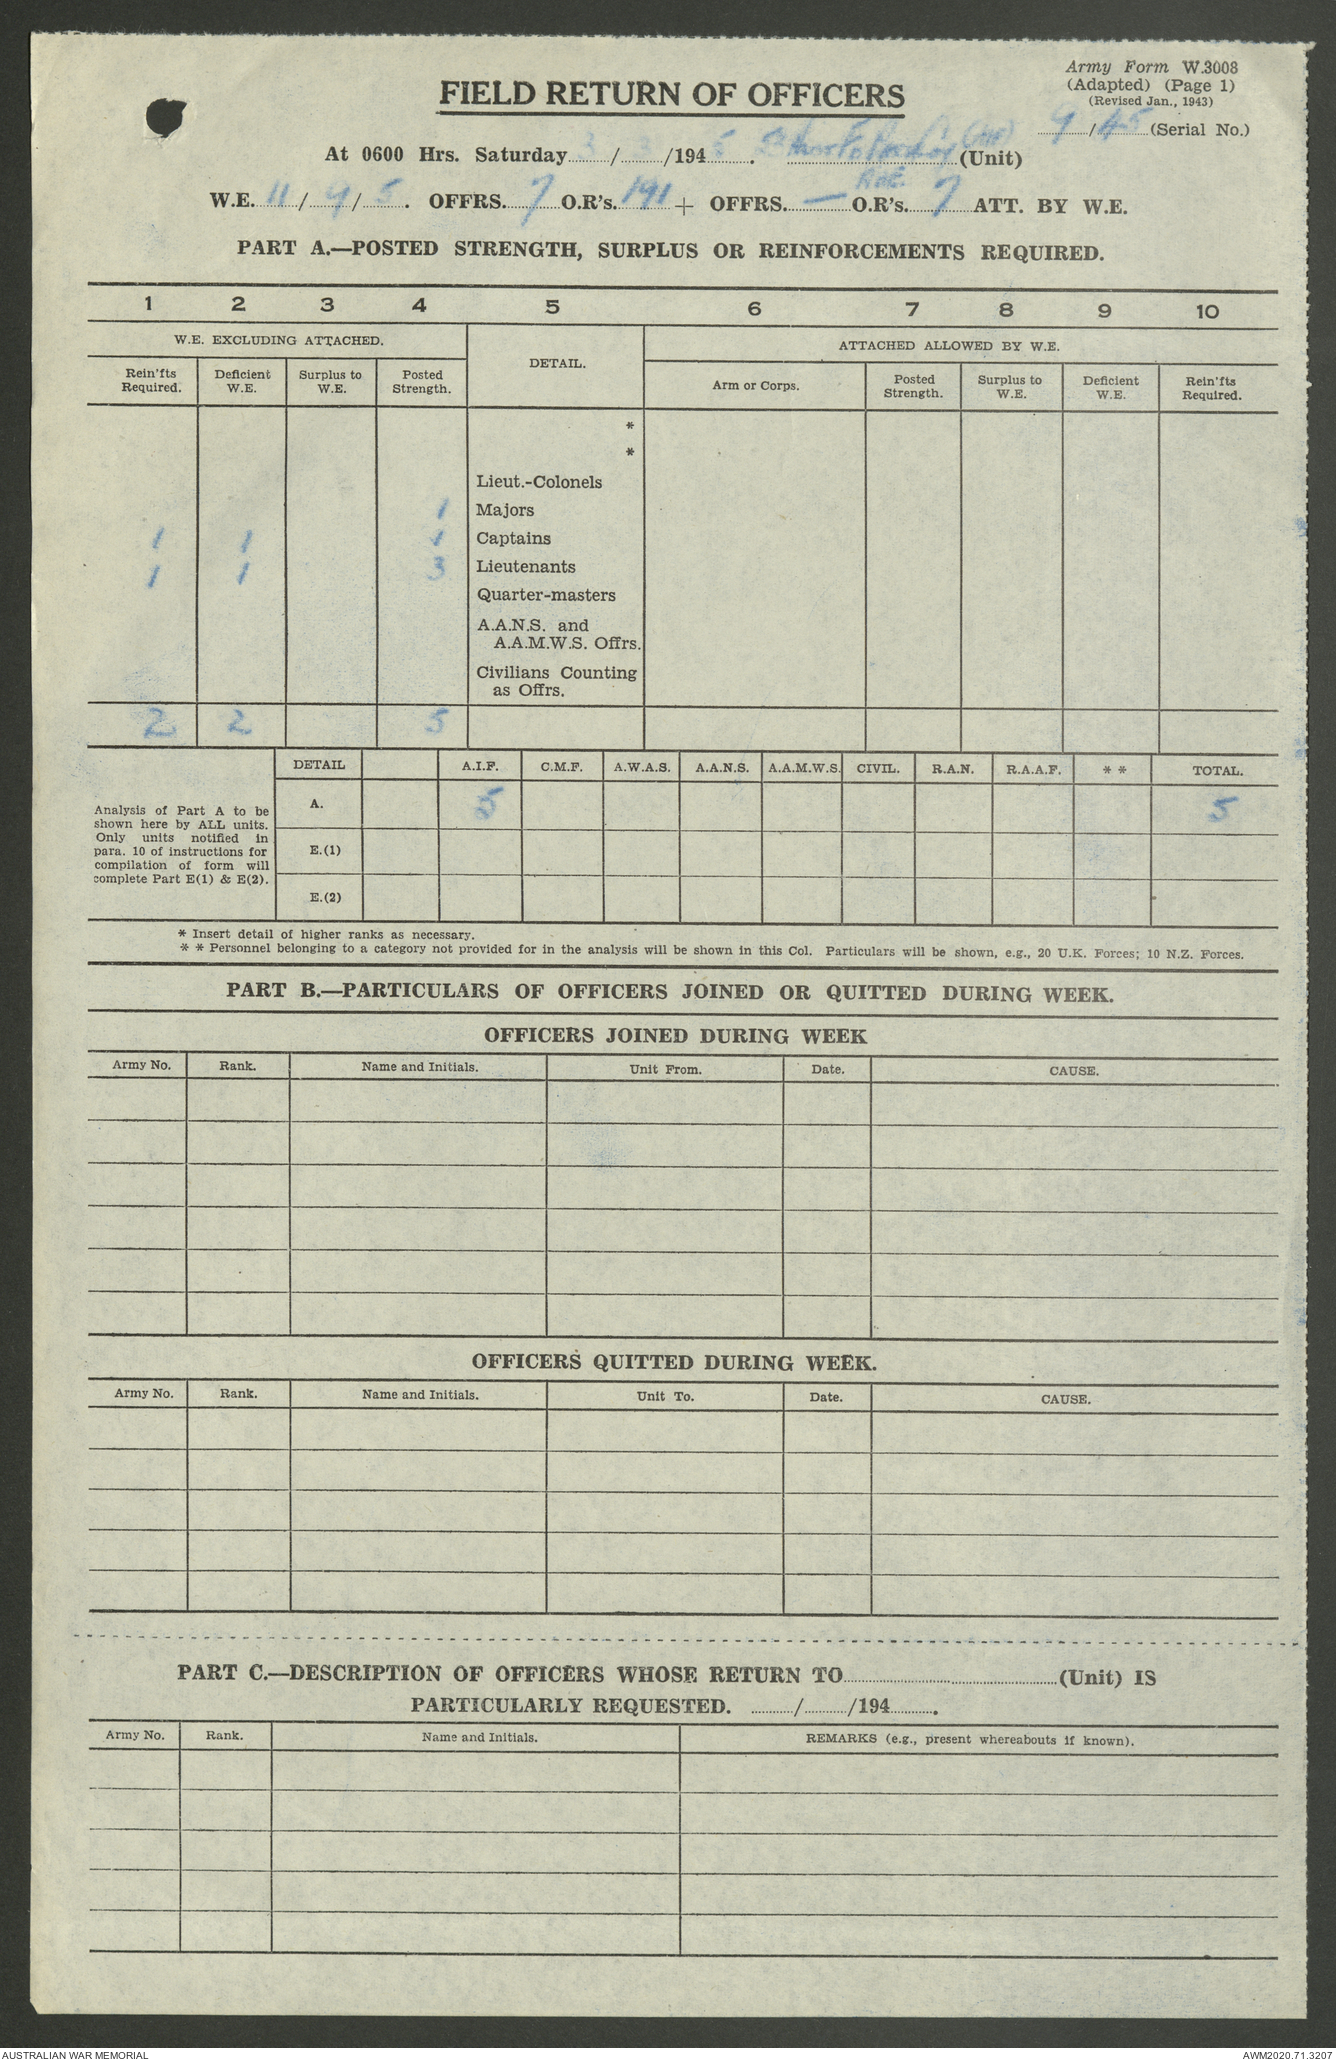 Army Form W.3008
(Adapted) (Page 1)
(Revised Jan., 1943)
FIELD RETURN OF OFFICERS
9/45 (Serial No.)
At 0600 Hrs. Saturday 3/3/1945. (Unit)
W.E. 11/9/5. OFFRS. 7 O.R's. 191 + OFFRS. — O.R's. 7 ATT. BY W.E.
PART A.—POSTED STRENGTH, SURPLUS OR REINFORCEMENTS REQUIRED.
1 2 3 4 5 6 7 8 9 10
W.E. EXCLUDING ATTACHED. DETAIL. ATTACHED ALLOWED BY W.E.
Rein'fts Required. Deficient W.E. Surplus to W.E. Posted Strength. Arm or Corps. Posted Strength. Surplus to W.E. Deficient W.E. Rein'fts Required.
*
*
Lieut.-Colonels
1 Majors
1 1 1 Captains
1 1 3 Lieutenants
Quarter-masters
A.A.N.S. and
A.A.M.W.S. Offrs.
Civilians Counting
as Offrs.
2 2 5
DETAIL A.I.F. C.M.F. A.W.A.S. A.A.N.S. A.A.M.W.S. CIVIL. R.A.N. R.A.A.F. * * TOTAL.
Analysis of Part A to be
shown here by ALL units.
Only units notified in
para. 10 of instructions for
compilation of form will
complete Part E(1) & E(2).
A. 5 5
E.(1)
E.(2)
* Insert detail of higher ranks as necessary.
* * Personnel belonging to a category not provided for in the analysis will be shown in this Col. Particulars will be shown, e.g., 20 U.K. Forces; 10 N.Z. Forces.
PART B.—PARTICULARS OF OFFICERS JOINED OR QUITTED DURING WEEK.
OFFICERS JOINED DURING WEEK
Army No. Rank. Name and Initials. Unit From. Date. CAUSE.
OFFICERS QUITTED DURING WEEK.
Army No. Rank. Name and Initials. Unit To. Date. CAUSE.
PART C.—DESCRIPTION OF OFFICERS WHOSE RETURN TO (Unit) IS
PARTICULARLY REQUESTED. / /194 .
Army No. Rank. Name and Initials. REMARKS (e.g., present whereabouts if known).
AUSTRALIAN WAR MEMORIAL AWM2020.71.3207